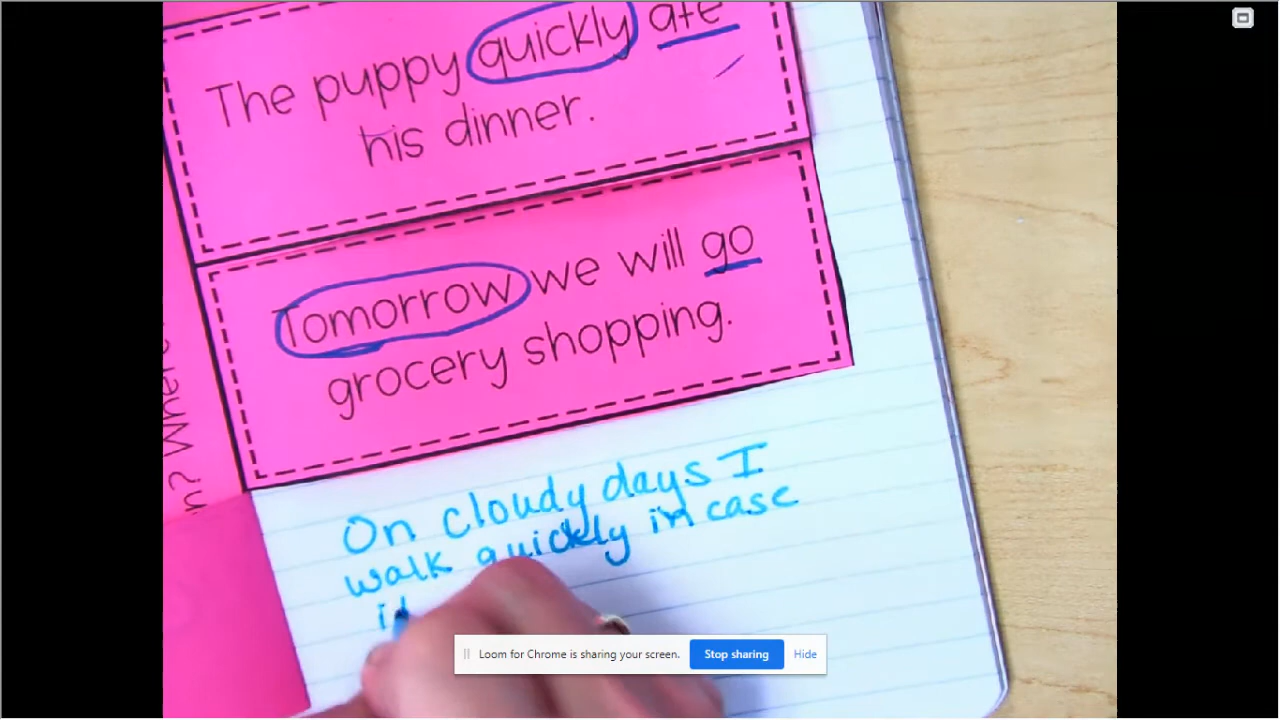 The puppy quickly ate
his dinner.
Tomorrow we will go
grocery shopping.
n? Where
On cloudy days I
walk quickly in case
Loom for Chrome is sharing your screen.
Stop sharing
Hide